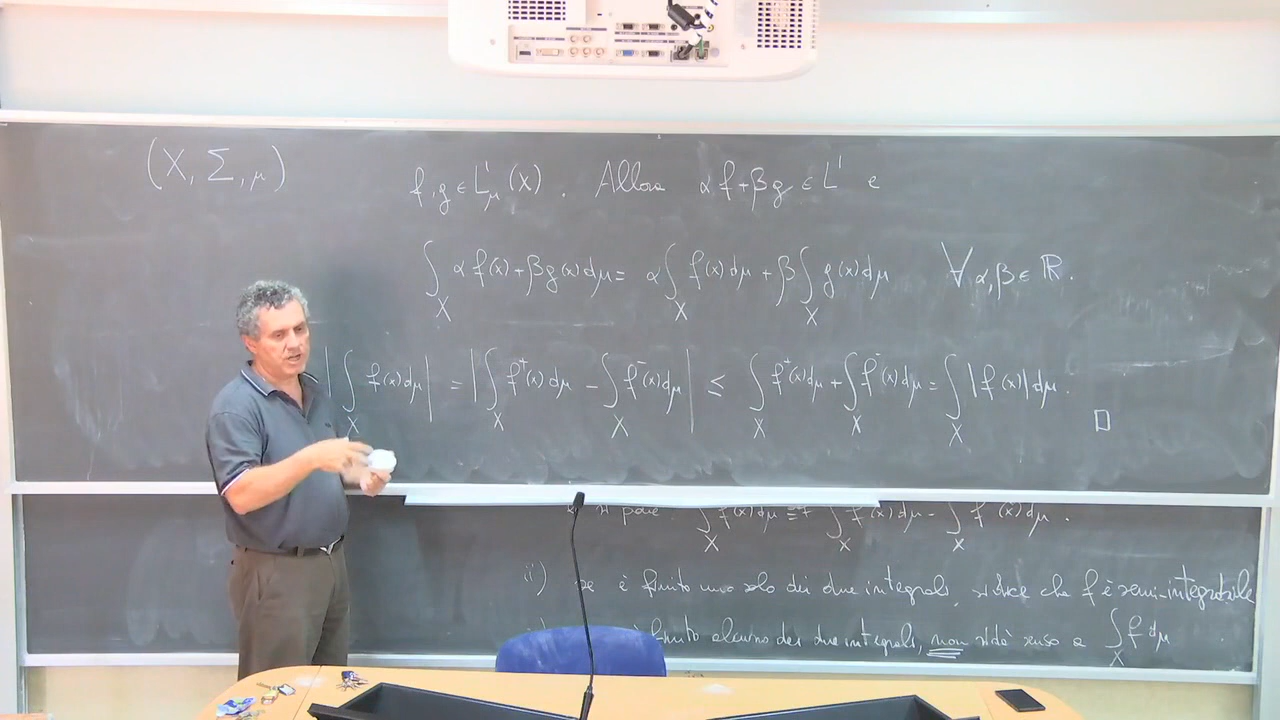 (X, Σ, μ)
f, g ∈ L¹_μ(X). Allora αf + βg ∈ L¹ e
∫_X αf(x) + βg(x) dμ = α∫_X f(x) dμ + β∫_X g(x) dμ ∀ α, β ∈ ℝ.
|∫_X f(x) dμ| = |∫_X f⁺(x) dμ − ∫_X f⁻(x) dμ| ≤ ∫_X f⁺(x) dμ + ∫_X f⁻(x) dμ = ∫_X |f(x)| dμ. □
si pone ∫_X f(x) dμ = ∫_X f⁺(x) dμ − ∫_X f⁻(x) dμ.
ii) se è finito uno solo dei due integrali, si dice che f è semi-integrabile
è finito alcuno dei due integrali, non si dà senso a ∫_X f dμ.